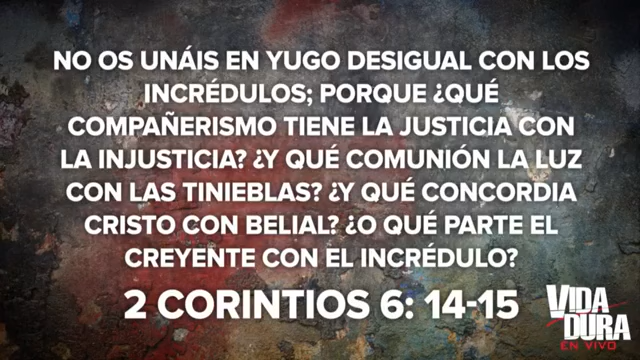 NO OS UNÁIS EN YUGO DESIGUAL CON LOS
INCRÉDULOS; PORQUE ¿QUÉ
COMPAÑERISMO TIENE LA JUSTICIA CON
LA INJUSTICIA? ¿Y QUÉ COMUNIÓN LA LUZ
CON LAS TINIEBLAS? ¿Y QUÉ CONCORDIA
CRISTO CON BELIAL? ¿O QUÉ PARTE EL
CREYENTE CON EL INCRÉDULO?
2 CORINTIOS 6: 14-15
VIDA
DURA
EN VIVO